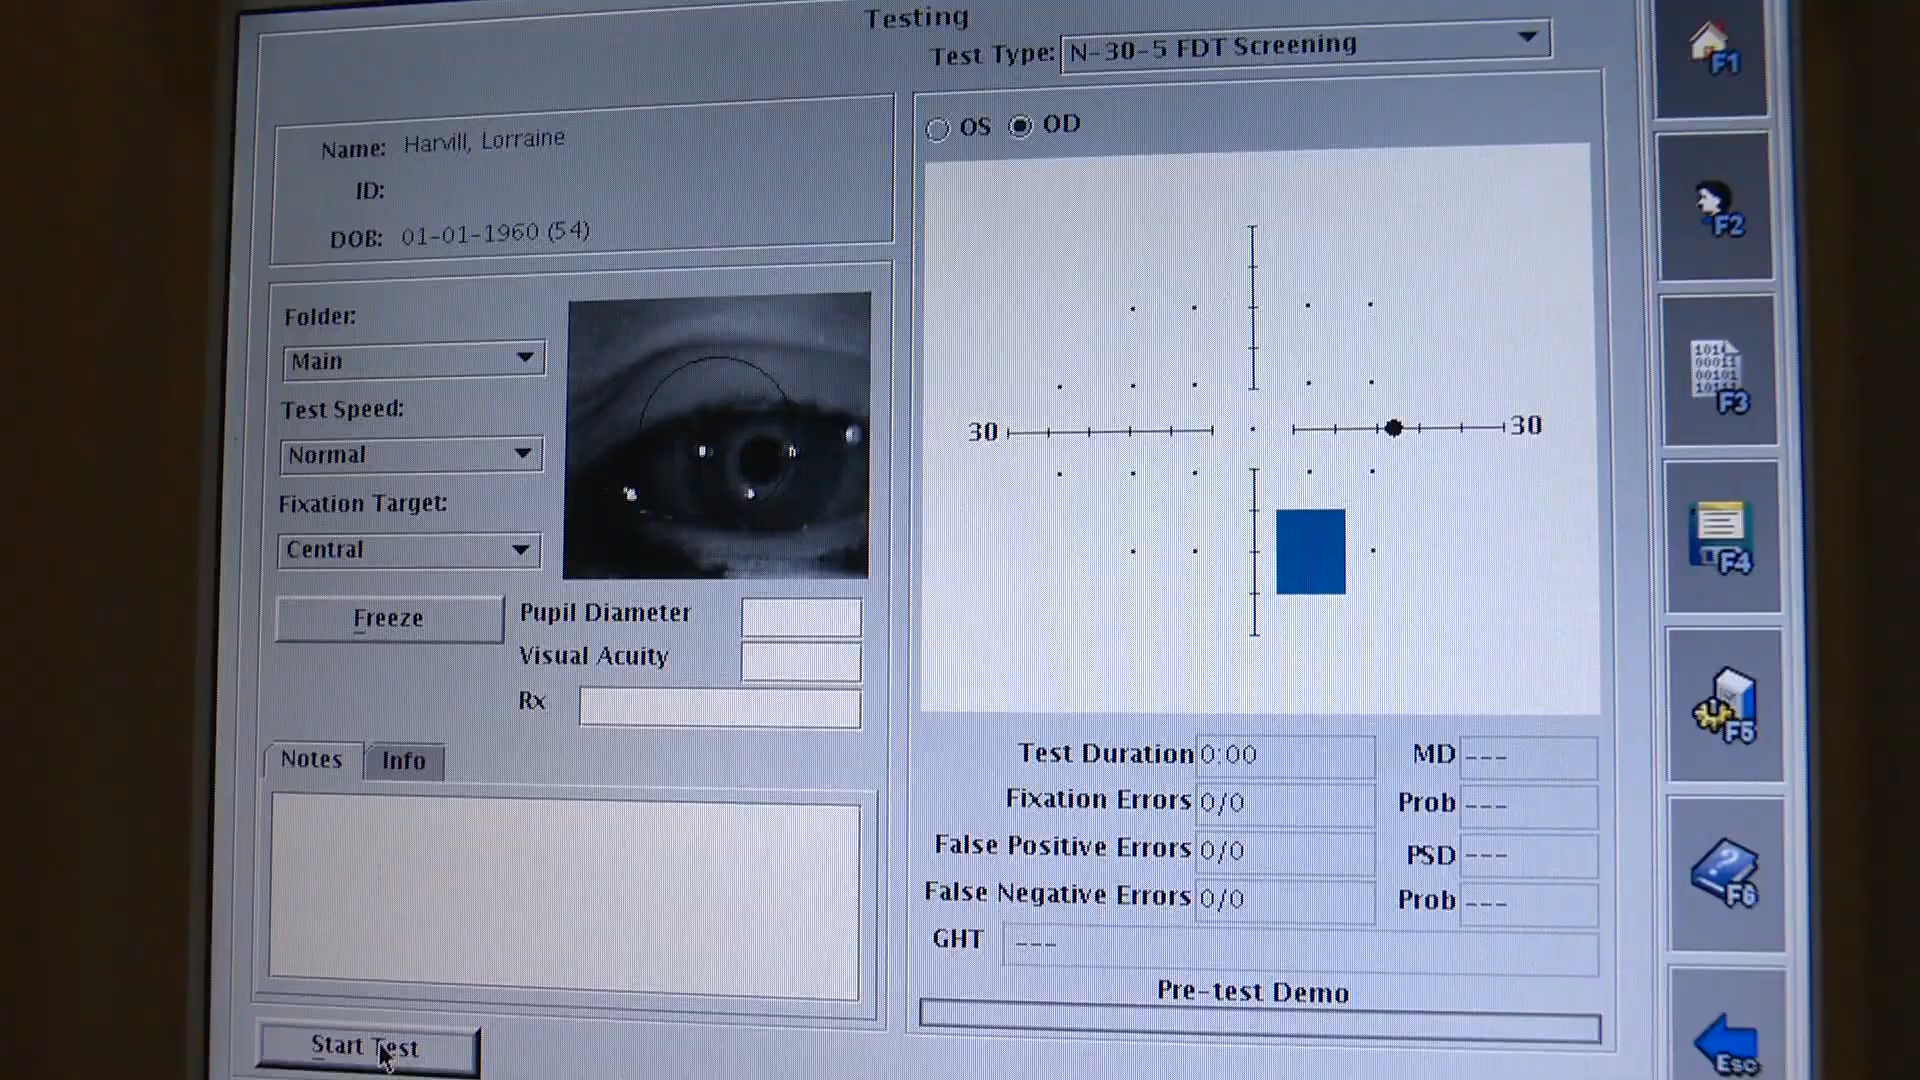 Testing
Test Type: N-30-5 FDT Screening
Name: Harvill, Lorraine
ID:
DOB: 01-01-1960 (54)
OS OD
Folder:
Main
Test Speed:
Normal
Fixation Target:
Central
Freeze
Pupil Diameter
Visual Acuity
Rx
Notes Info
Start Test
30 30
Test Duration 0:00 MD ---
Fixation Errors 0/0 Prob ---
False Positive Errors 0/0 PSD ---
False Negative Errors 0/0 Prob ---
GHT ---
Pre-test Demo
F1
F2
F3
F4
F5
F6
Esc